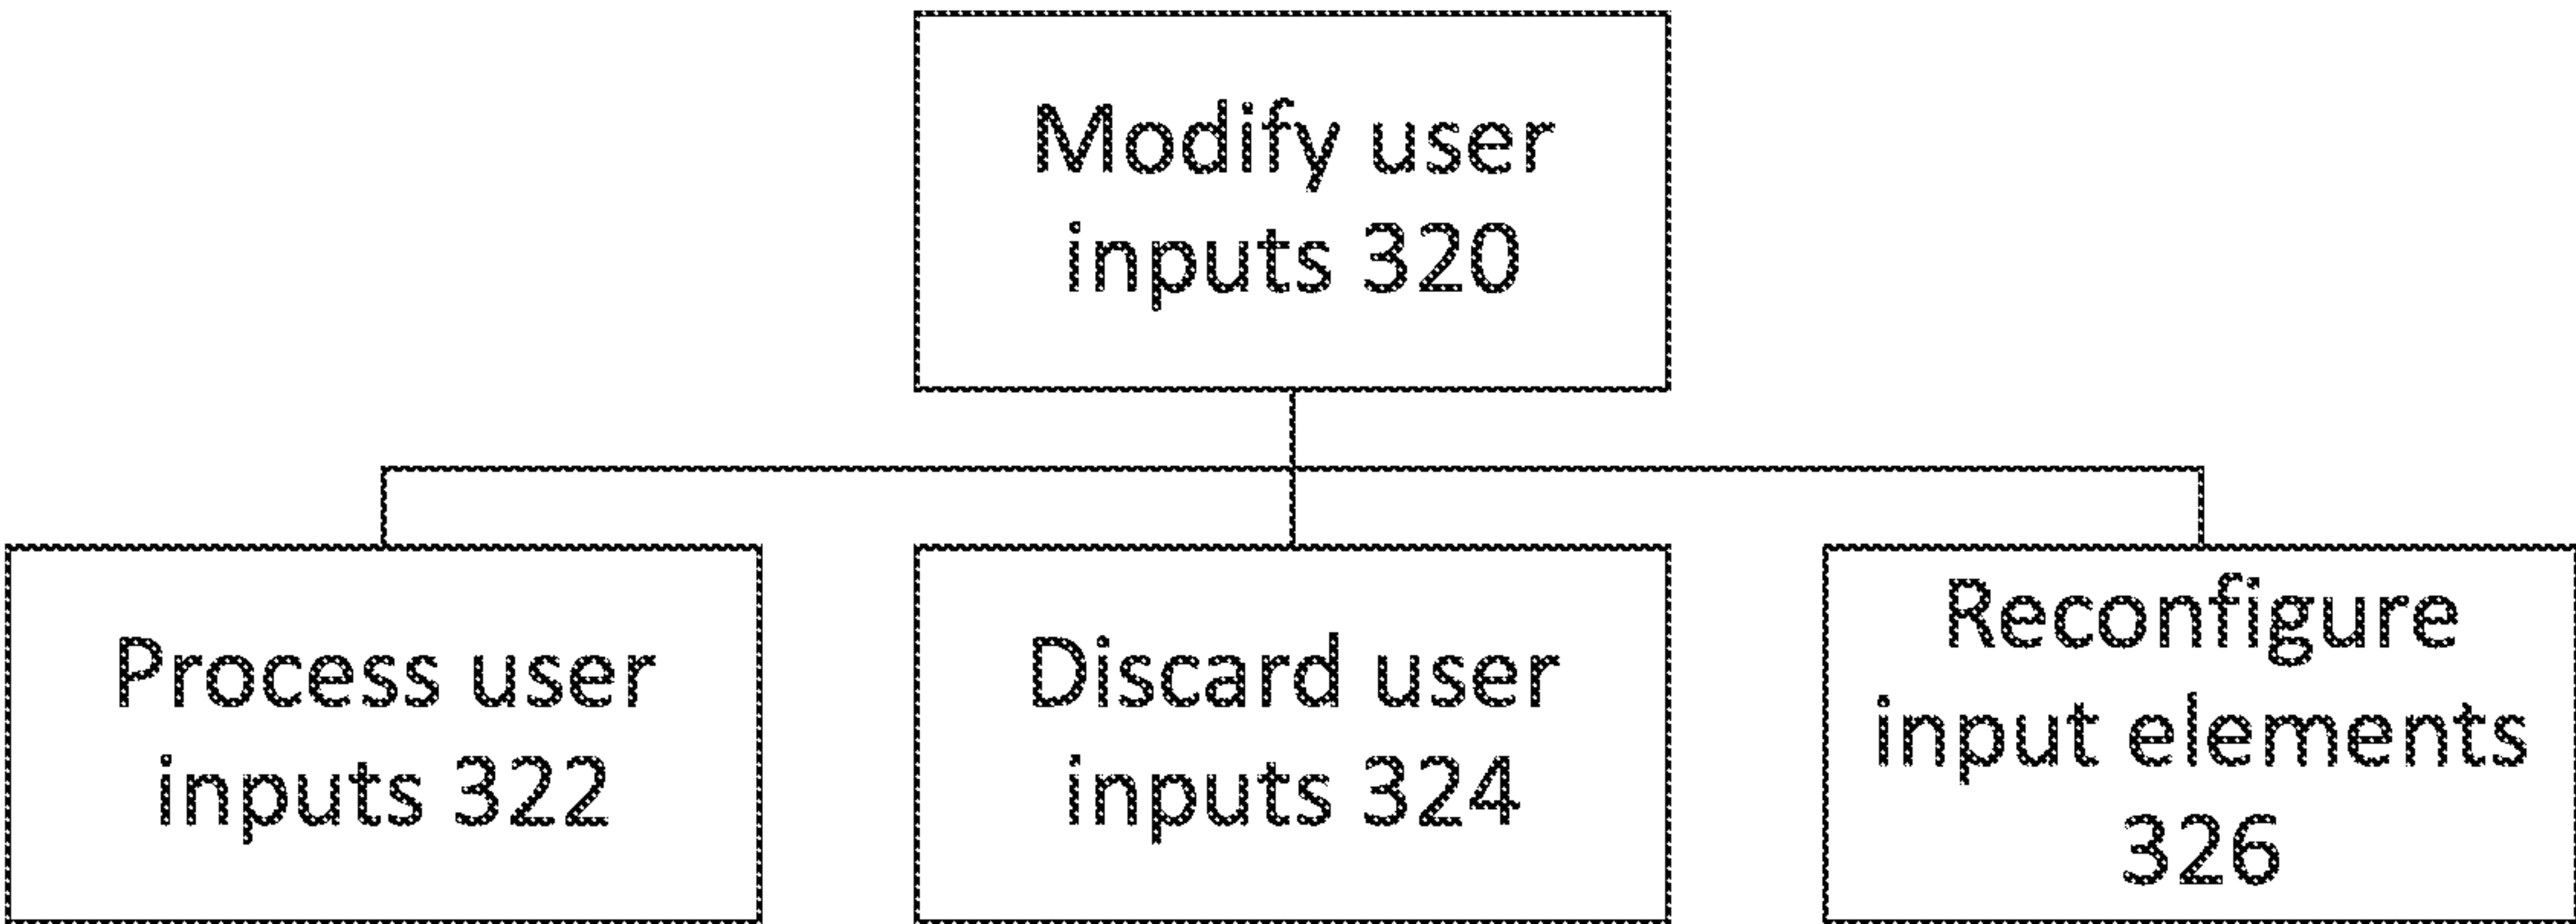 Modify user
inputs 320
Process user
inputs 322
Discard user
inputs 324
Reconfigure
input elements
326